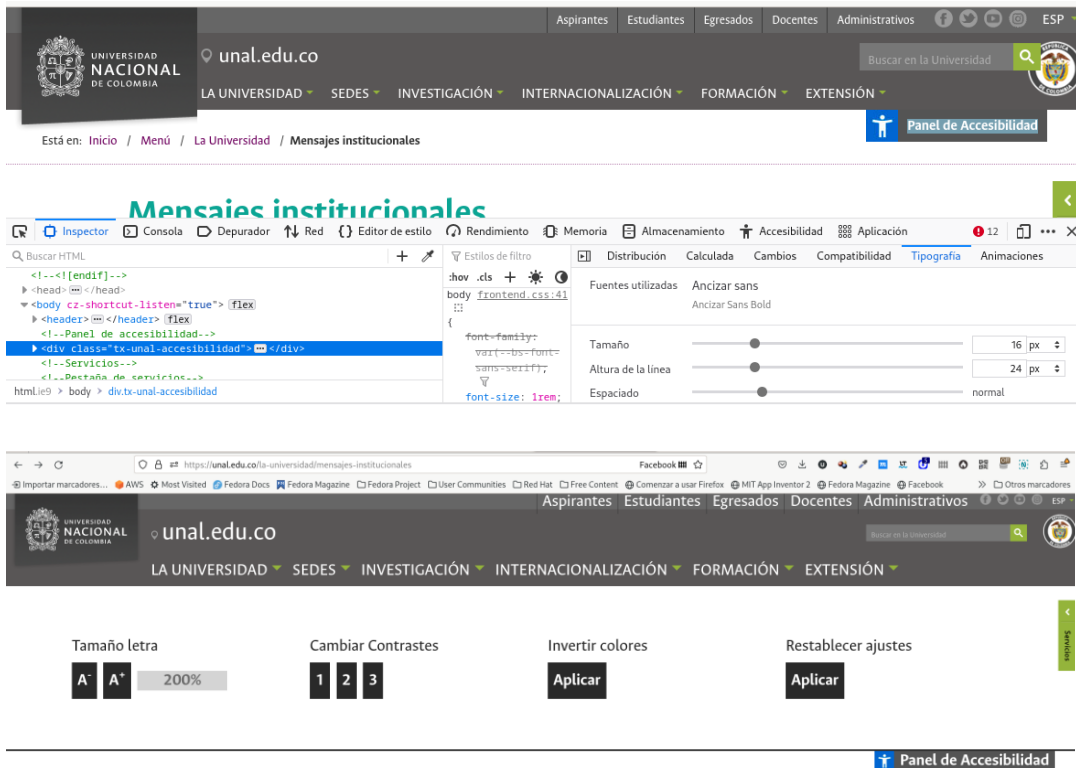 Aspirantes Estudiantes Egresados Docentes Administrativos ESP
UNIVERSIDAD
NACIONAL
DE COLOMBIA
unal.edu.co
Buscar en la Universidad
LA UNIVERSIDAD SEDES INVESTIGACIÓN INTERNACIONALIZACIÓN FORMACIÓN EXTENSIÓN
Panel de Accesibilidad
Está en: Inicio / Menú / La Universidad / Mensajes institucionales
Mensajes institucionales
Inspector Consola Depurador Red {} Editor de estilo Rendimiento Memoria Almacenamiento Accesibilidad Aplicación 12
Buscar HTML
<!--<![endif]-->
<head> </head>
<body cz-shortcut-listen="true"> flex
<header> </header> flex
<!--Panel de accesibilidad-->
<div class="tx-unal-accesibilidad"> </div>
<!--Servicios-->
<!--Pestaña de servicios-->
html.ie9 > body > div.tx-unal-accesibilidad
Estilos de filtro
:hov .cls +
body frontend.css:41
{
font-family:
var(--bs-font-
sans-serif);
font-size: 1rem;
Distribución Calculada Cambios Compatibilidad Tipografía Animaciones
Fuentes utilizadas Ancizar sans
Ancizar Sans Bold
Tamaño 16 px
Altura de la línea 24 px
Espaciado normal
https://unal.edu.co/la-universidad/mensajes-institucionales Facebook
Importar marcadores... AWS Most Visited Fedora Docs Fedora Magazine Fedora Project User Communities Red Hat Free Content Comenzar a usar Firefox MIT App Inventor 2 Fedora Magazine Facebook Otros marcadores
Aspirantes Estudiantes Egresados Docentes Administrativos ESP
UNIVERSIDAD
NACIONAL
DE COLOMBIA
unal.edu.co
Buscar en la Universidad
LA UNIVERSIDAD SEDES INVESTIGACIÓN INTERNACIONALIZACIÓN FORMACIÓN EXTENSIÓN
Servicios
Tamaño letra Cambiar Contrastes Invertir colores Restablecer ajustes
A- A+ 200% 1 2 3 Aplicar Aplicar
Panel de Accesibilidad